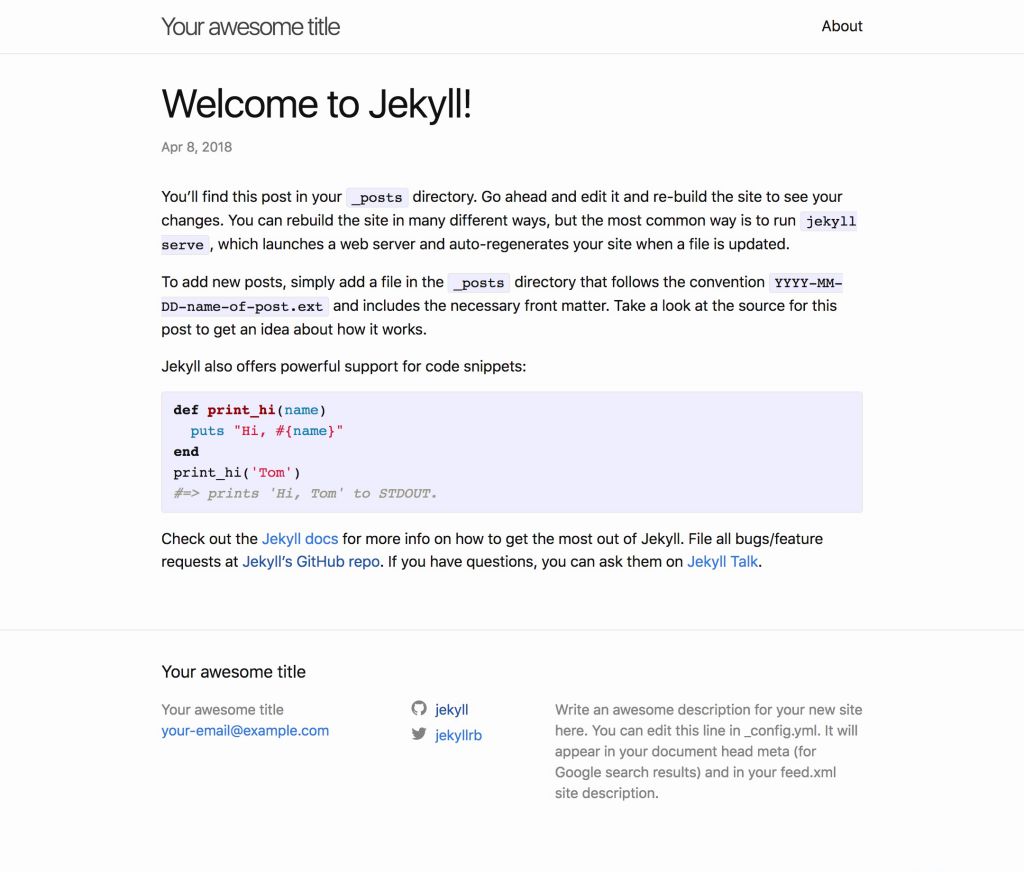 Your awesome title
About
Welcome to Jekyll!
Apr 8, 2018
You’ll find this post in your _posts directory. Go ahead and edit it and re-build the site to see your
changes. You can rebuild the site in many different ways, but the most common way is to run jekyll
serve , which launches a web server and auto-regenerates your site when a file is updated.
To add new posts, simply add a file in the _posts directory that follows the convention YYYY-MM-
DD-name-of-post.ext and includes the necessary front matter. Take a look at the source for this
post to get an idea about how it works.
Jekyll also offers powerful support for code snippets:
def print_hi(name)
  puts "Hi, #{name}"
end
print_hi('Tom')
#=> prints 'Hi, Tom' to STDOUT.
Check out the Jekyll docs for more info on how to get the most out of Jekyll. File all bugs/feature
requests at Jekyll’s GitHub repo. If you have questions, you can ask them on Jekyll Talk.
Your awesome title
Your awesome title
your-email@example.com
jekyll
jekyllrb
Write an awesome description for your new site
here. You can edit this line in _config.yml. It will
appear in your document head meta (for
Google search results) and in your feed.xml
site description.